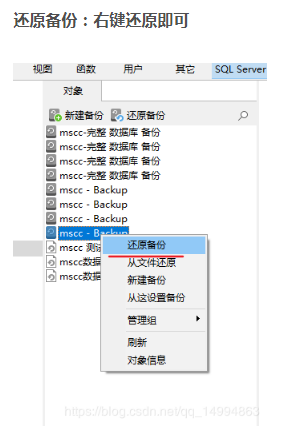 还原备份：右键还原即可
视图 函数 用户 其它 SQL Server
对象
新建备份 还原备份
mscc-完整 数据库 备份
mscc-完整 数据库 备份
mscc-完整 数据库 备份
mscc-完整 数据库 备份
mscc - Backup
mscc - Backup
mscc - Backup
mscc - Backup
mscc 测试
mscc数据
mscc数据
还原备份
从文件还原
新建备份
从这设置备份
管理组
刷新
对象信息
https://blog.csdn.net/qq_14994863